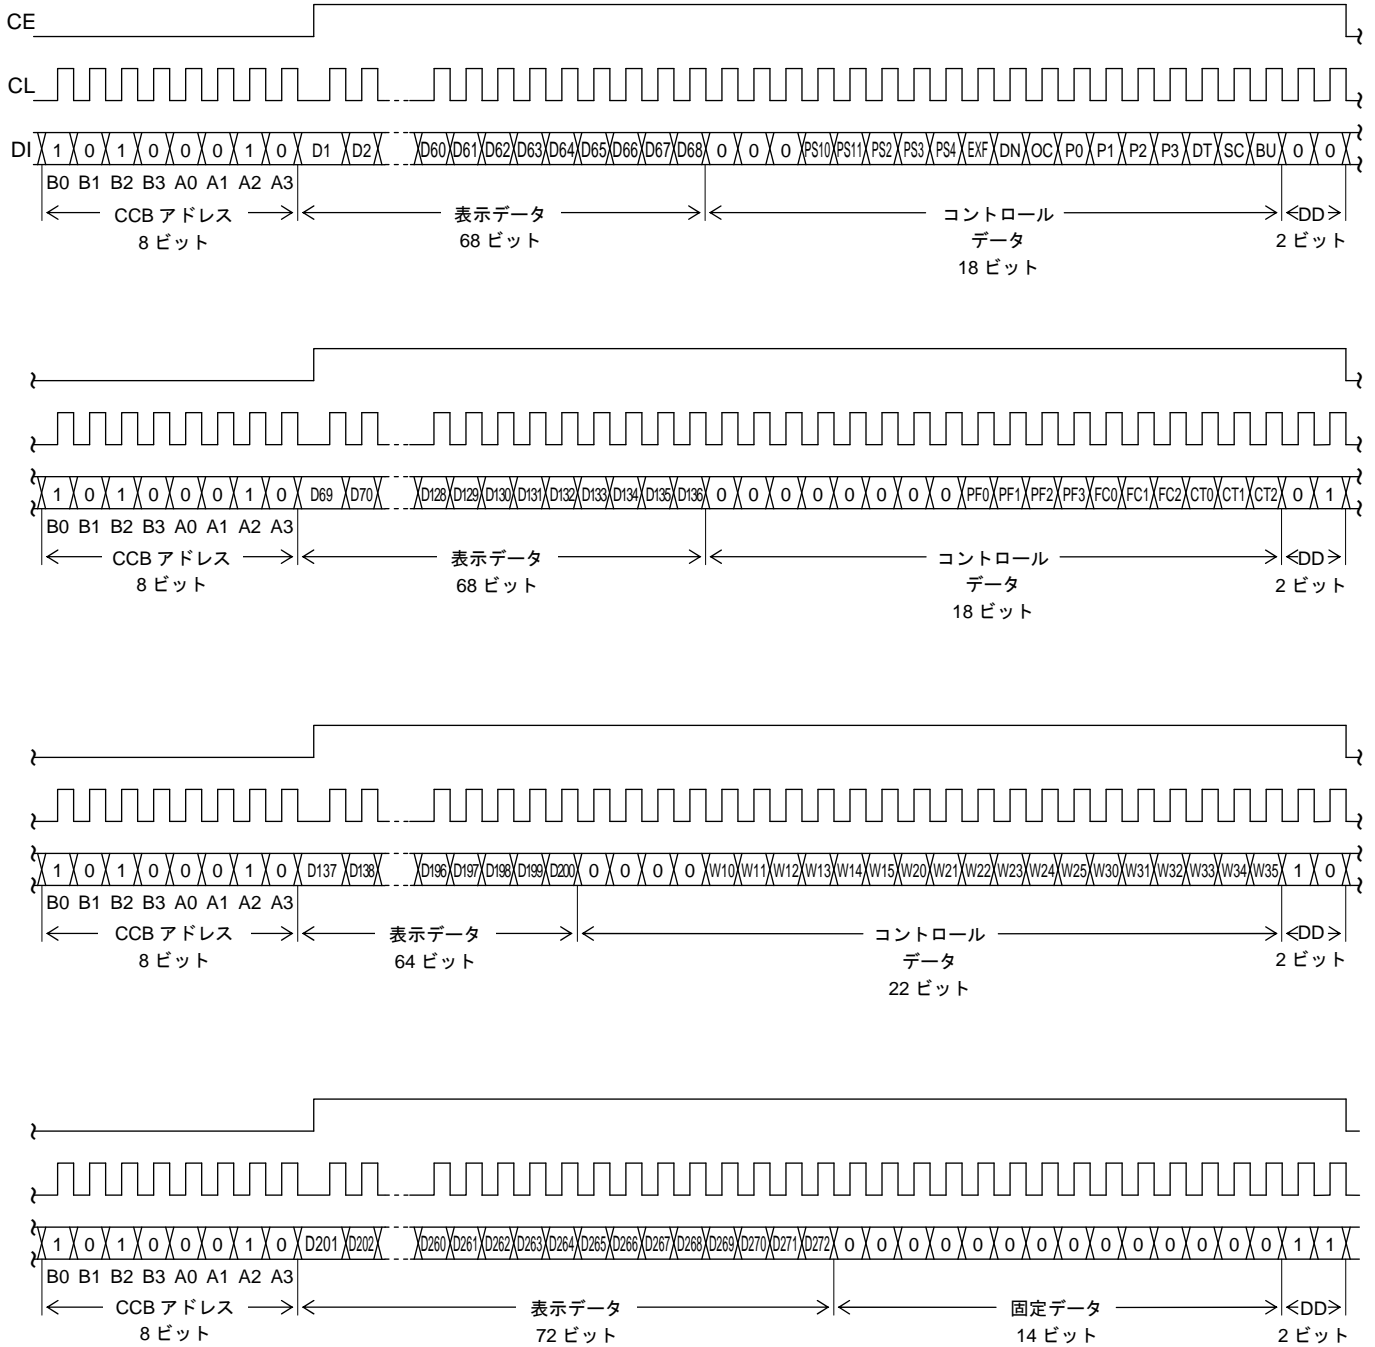 CE
CL
DI 1 0 1 0 0 0 1 0 D1 D2 D60 D61 D62 D63 D64 D65 D66 D67 D68 0 0 0 PS10 PS11 PS2 PS3 PS4 EXF DN OC P0 P1 P2 P3 DT SC BU 0 0
B0 B1 B2 B3 A0 A1 A2 A3
CCB アドレス 表示データ コントロール DD
8 ビット 68 ビット データ 2 ビット
18 ビット
1 0 1 0 0 0 1 0 D69 D70 D128 D129 D130 D131 D132 D133 D134 D135 D136 0 0 0 0 0 0 0 0 PF0 PF1 PF2 PF3 FC0 FC1 FC2 CT0 CT1 CT2 0 1
B0 B1 B2 B3 A0 A1 A2 A3
CCB アドレス 表示データ コントロール DD
8 ビット 68 ビット データ 2 ビット
18 ビット
1 0 1 0 0 0 1 0 D137 D138 D196 D197 D198 D199 D200 0 0 0 0 W10 W11 W12 W13 W14 W15 W20 W21 W22 W23 W24 W25 W30 W31 W32 W33 W34 W35 1 0
B0 B1 B2 B3 A0 A1 A2 A3
CCB アドレス 表示データ コントロール DD
8 ビット 64 ビット データ 2 ビット
22 ビット
1 0 1 0 0 0 1 0 D201 D202 D260 D261 D262 D263 D264 D265 D266 D267 D268 D269 D270 D271 D272 0 0 0 0 0 0 0 0 0 0 0 0 0 0 1 1
B0 B1 B2 B3 A0 A1 A2 A3
CCB アドレス 表示データ 固定データ DD
8 ビット 72 ビット 14 ビット 2 ビット